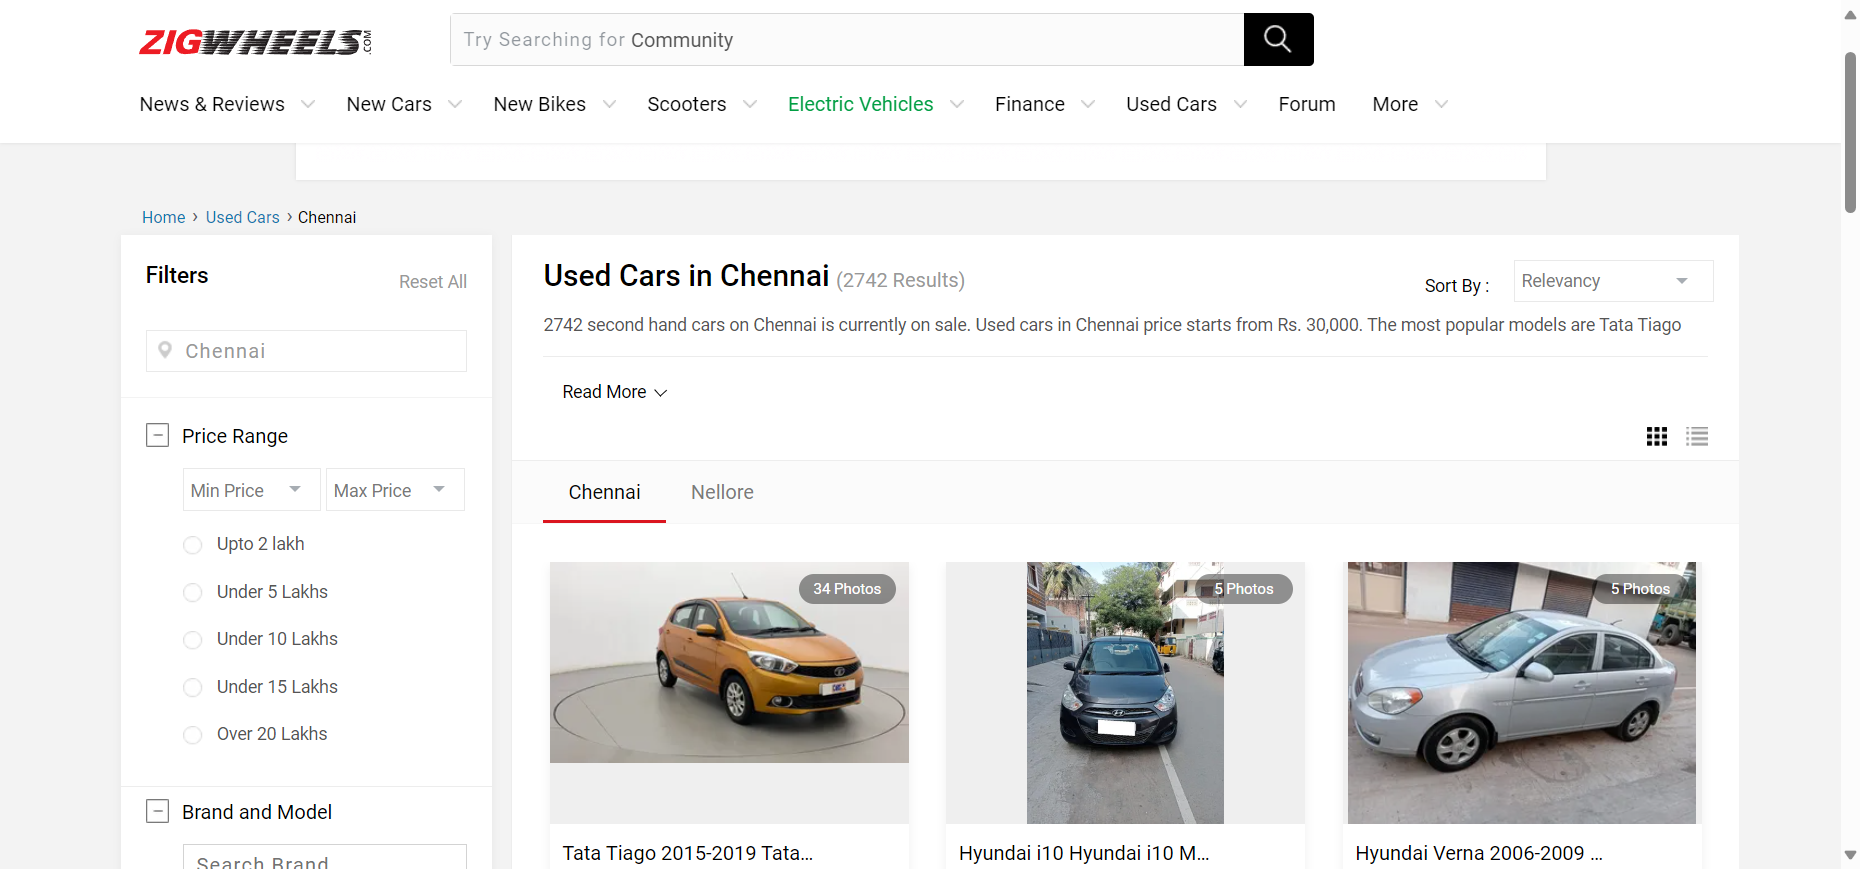 ZIGWHEELS.COM
Try Searching for Community
News & Reviews
New Cars
New Bikes
Scooters
Electric Vehicles
Finance
Used Cars
Forum
More
Home › Used Cars › Chennai
Filters
Reset All
Chennai
Price Range
Min Price
Max Price
Upto 2 lakh
Under 5 Lakhs
Under 10 Lakhs
Under 15 Lakhs
Over 20 Lakhs
Brand and Model
Search Brand
Used Cars in Chennai (2742 Results)
Sort By :
Relevancy
2742 second hand cars on Chennai is currently on sale. Used cars in Chennai price starts from Rs. 30,000. The most popular models are Tata Tiago
Read More
Chennai
Nellore
34 Photos
5 Photos
5 Photos
Tata Tiago 2015-2019 Tata...
Hyundai i10 Hyundai i10 M...
Hyundai Verna 2006-2009 ...